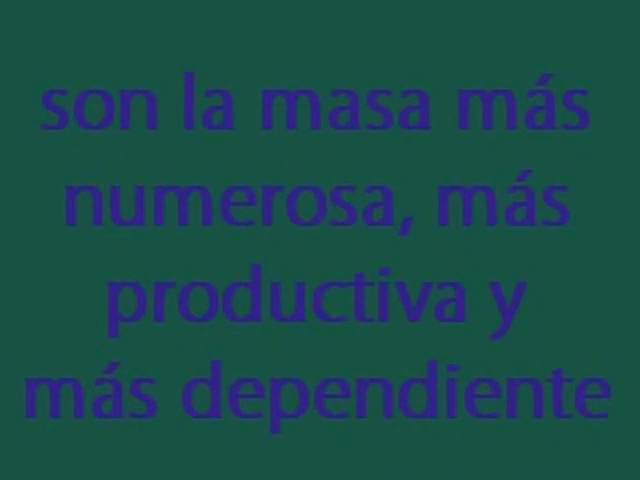 son la masa más
numerosa, más
productiva y
más dependiente